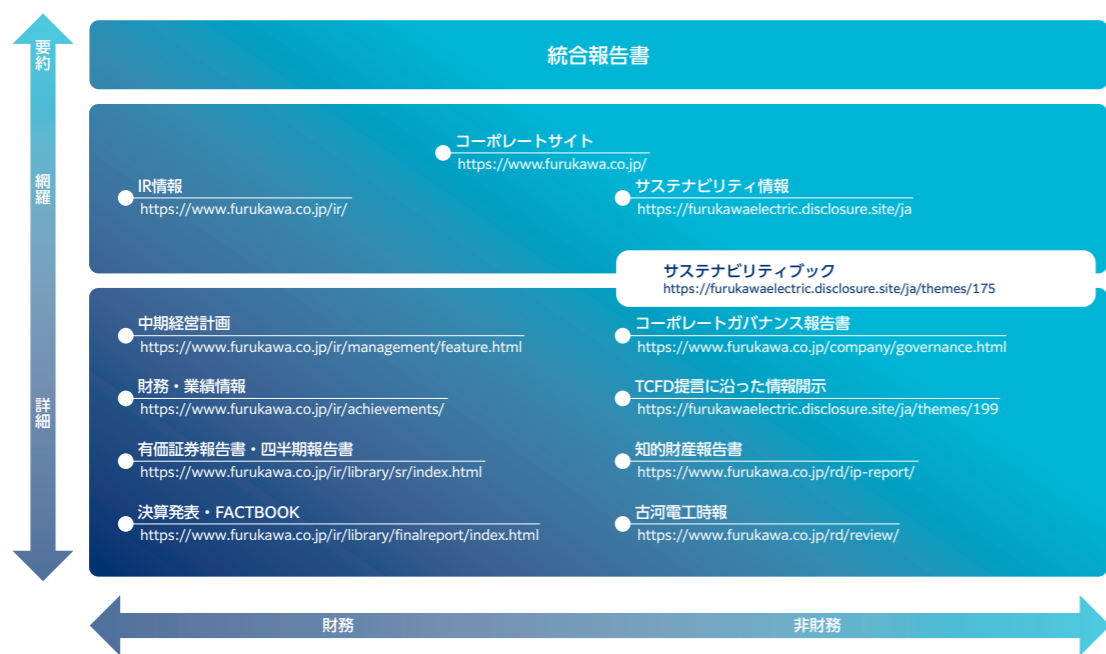 要約
統合報告書
コーポレートサイト
https://www.furukawa.co.jp/
網羅
IR情報
https://www.furukawa.co.jp/ir/
サステナビリティ情報
https://furukawaelectric.disclosure.site/ja
サステナビリティブック
https://furukawaelectric.disclosure.site/ja/themes/175
詳細
中期経営計画
https://www.furukawa.co.jp/ir/management/feature.html
財務・業績情報
https://www.furukawa.co.jp/ir/achievements/
有価証券報告書・四半期報告書
https://www.furukawa.co.jp/ir/library/sr/index.html
決算発表・FACTBOOK
https://www.furukawa.co.jp/ir/library/finalreport/index.html
コーポレートガバナンス報告書
https://www.furukawa.co.jp/company/governance.html
TCFD提言に沿った情報開示
https://furukawaelectric.disclosure.site/ja/themes/199
知的財産報告書
https://www.furukawa.co.jp/rd/ip-report/
古河電工時報
https://www.furukawa.co.jp/rd/review/
財務
非財務